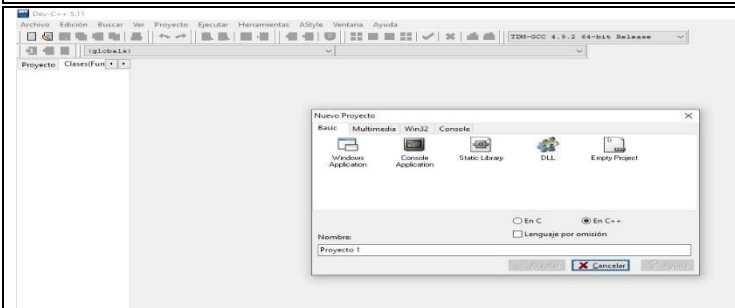 Dev-C++ 5.11
Archivo Edición Buscar Ver Proyecto Ejecutar Herramientas AStyle Ventana Ayuda
TDM-GCC 4.9.2 64-bit Release
(globals)
Proyecto Clases(Fun
Nuevo Proyecto
Basic Multimedia Win32 Console
Windows Application
Console Application
Static Library
DLL
Empty Project
En C En C++
Lenguaje por omisión
Nombre:
Proyecto 1
Aceptar Cancelar Ayuda